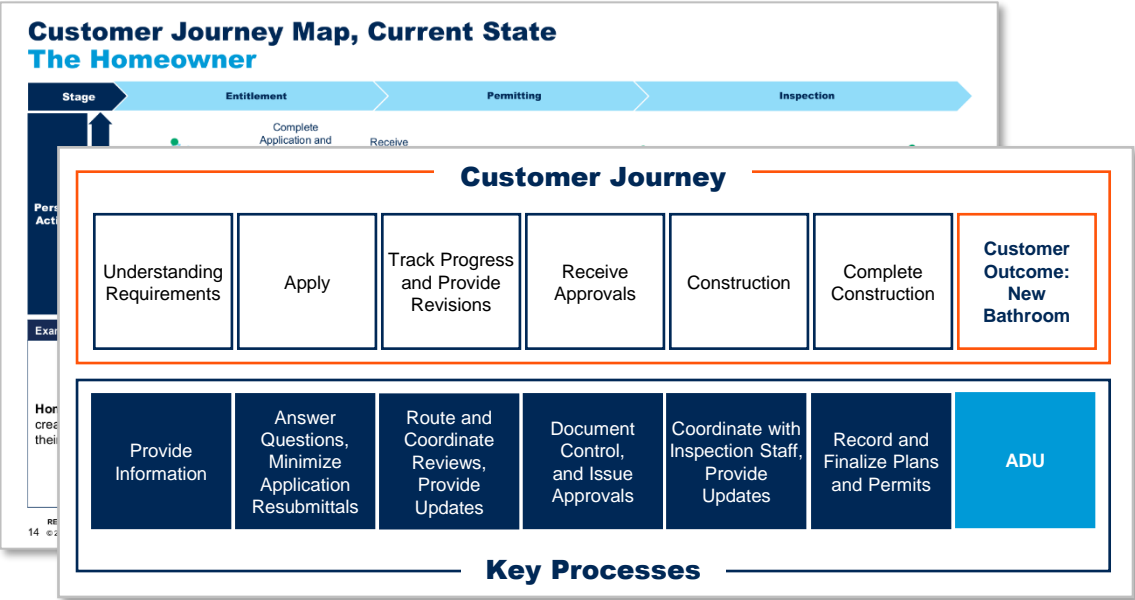 Customer Journey Map, Current State
The Homeowner
Stage
Entitlement
Permitting
Inspection
Complete
Application and
Receive
Customer Journey
Understanding
Requirements
Apply
Track Progress
and Provide
Revisions
Receive
Approvals
Construction
Complete
Construction
Customer
Outcome:
New
Bathroom
Provide
Information
Answer
Questions,
Minimize
Application
Resubmittals
Route and
Coordinate
Reviews,
Provide
Updates
Document
Control,
and Issue
Approvals
Coordinate with
Inspection Staff,
Provide
Updates
Record and
Finalize Plans
and Permits
ADU
Key Processes
14